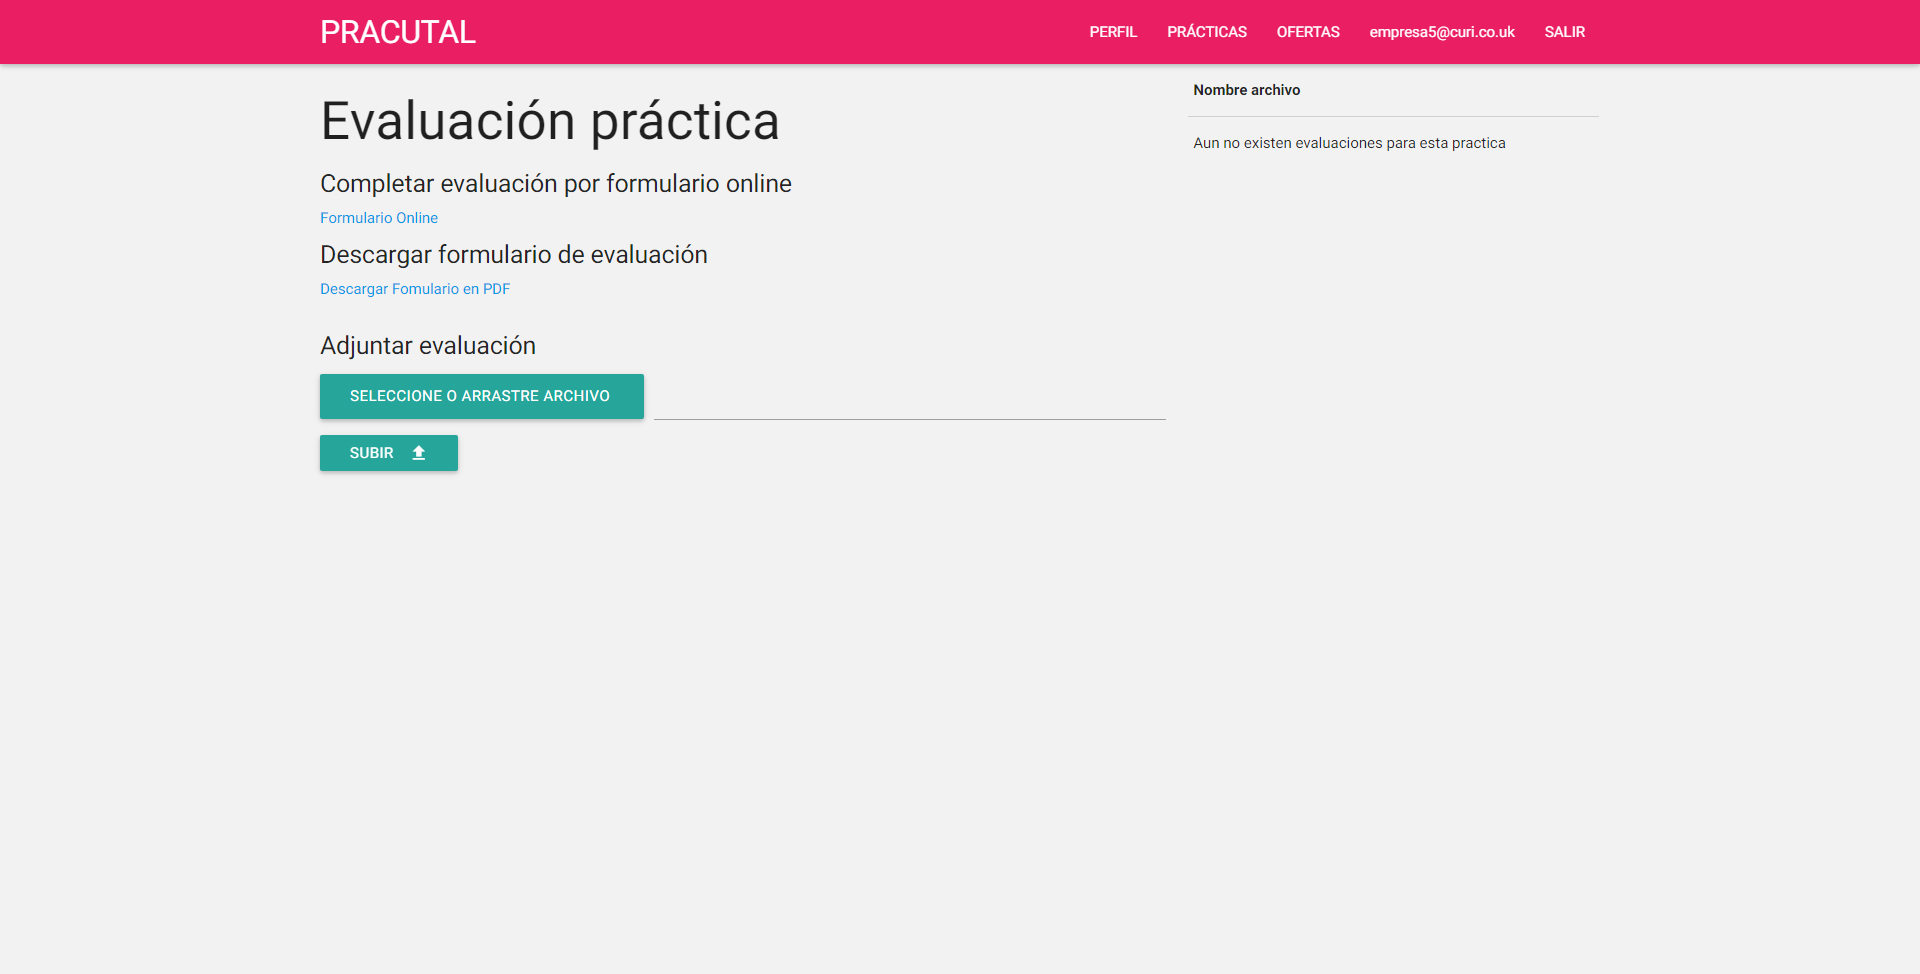 PRACUTAL
PERFIL PRÁCTICAS OFERTAS empresa5@curi.co.uk SALIR
Evaluación práctica
Completar evaluación por formulario online
Formulario Online
Descargar formulario de evaluación
Descargar Fomulario en PDF
Adjuntar evaluación
SELECCIONE O ARRASTRE ARCHIVO
SUBIR
Nombre archivo
Aun no existen evaluaciones para esta practica